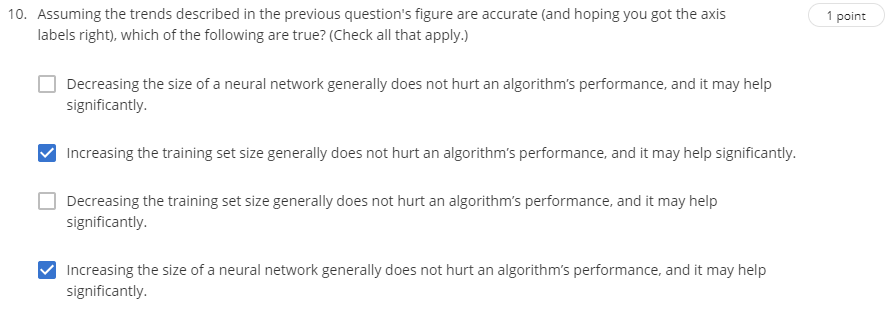 10. Assuming the trends described in the previous question's figure are accurate (and hoping you got the axis
1 point
labels right), which of the following are true? (Check all that apply.)
Decreasing the size of a neural network generally does not hurt an algorithm's performance, and it may help
significantly.
Increasing the training set size generally does not hurt an algorithm's performance, and it may help significantly.
Decreasing the training set size generally does not hurt an algorithm's performance, and it may help
significantly.
Increasing the size of a neural network generally does not hurt an algorithm's performance, and it may help
significantly.